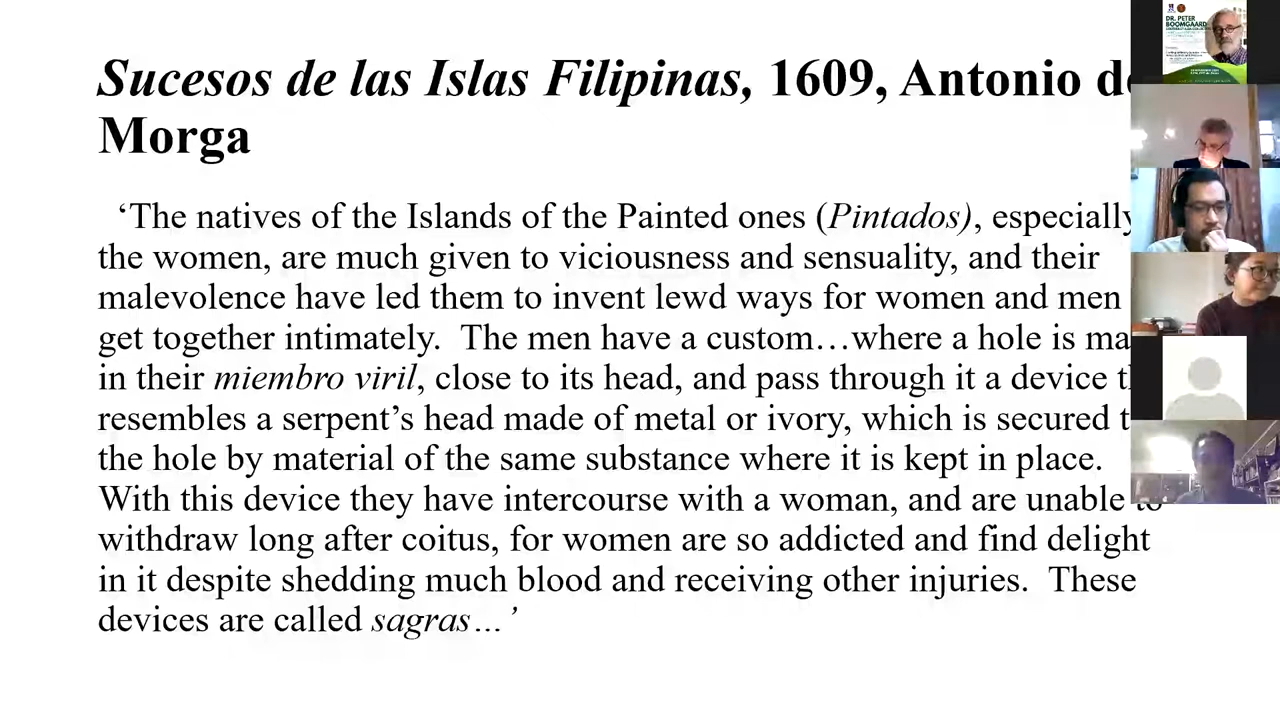 Sucesos de las Islas Filipinas, 1609, Antonio de
Morga
‘The natives of the Islands of the Painted ones (Pintados), especially
the women, are much given to viciousness and sensuality, and their
malevolence have led them to invent lewd ways for women and men
get together intimately.  The men have a custom…where a hole is ma
in their miembro viril, close to its head, and pass through it a device t
resembles a serpent’s head made of metal or ivory, which is secured t
the hole by material of the same substance where it is kept in place.
With this device they have intercourse with a woman, and are unable to
withdraw long after coitus, for women are so addicted and find delight
in it despite shedding much blood and receiving other injuries.  These
devices are called sagras…’
DR. PETER
BOOMGAARD